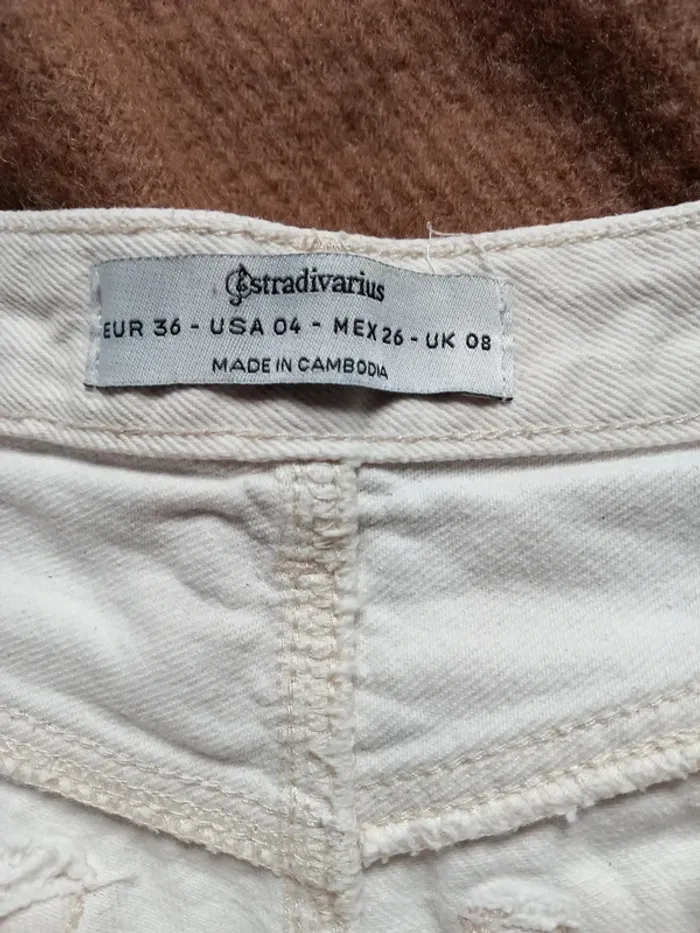 Stradivarius
EUR 36 - USA 04 - MEX 26 - UK 08
MADE IN CAMBODIA